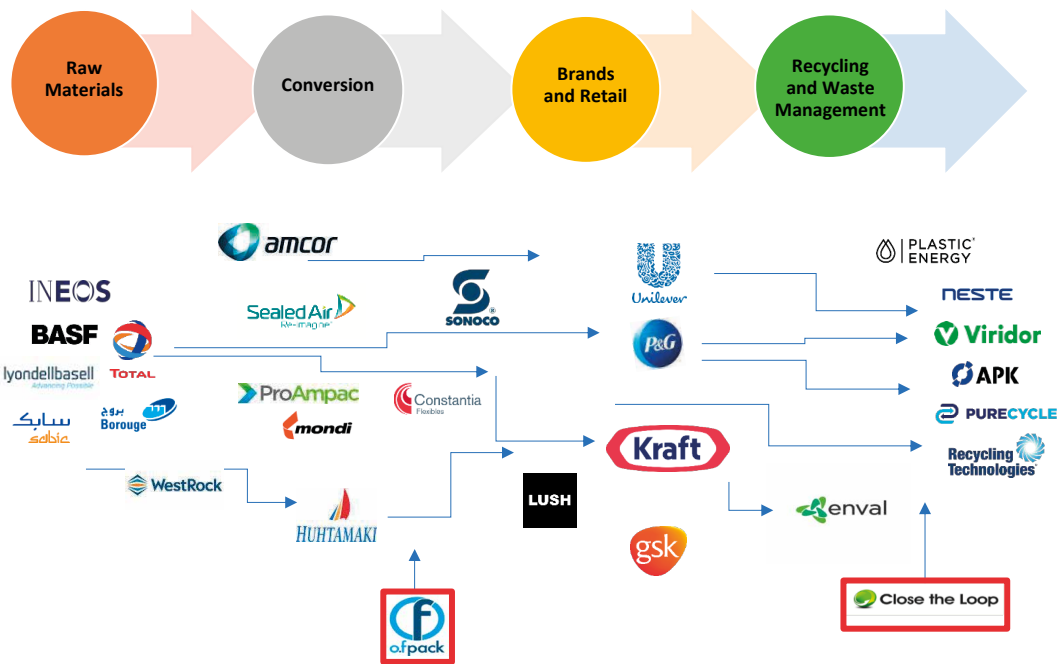 Raw
Materials
Conversion
Brands
and Retail
Recycling
and Waste
Management
amcor
PLASTIC
ENERGY
Unilever
INEOS
NESTE
Sealed Air
Re-imagine
SONOCO
BASF
P&G
Viridor
lyondellbasell
Advancing Possible
TOTAL
APK
ProAmpac
Constantia
Flexibles
سابك
sabic
بروج
Borouge
mondi
PURECYCLE
Kraft
Recycling
Technologies
WestRock
LUSH
enval
HUHTAMAKI
gsk
Close the Loop
o.f pack